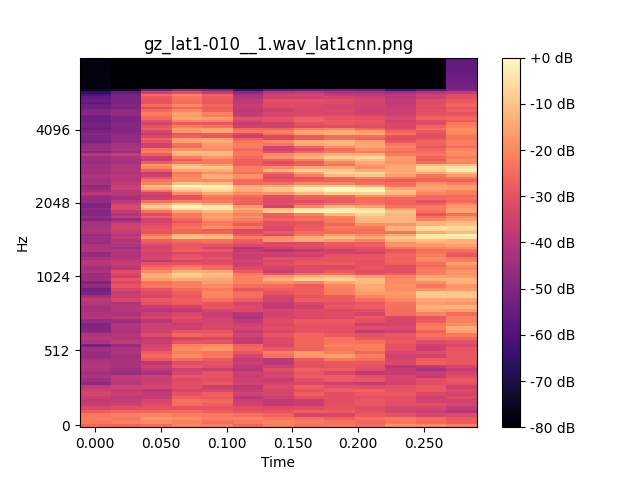 gz_lat1-010__1.wav_lat1cnn.png
+0 dB
-10 dB
-20 dB
-30 dB
-40 dB
-50 dB
-60 dB
-70 dB
-80 dB
4096
2048
1024
512
0
Hz
0.000 0.050 0.100 0.150 0.200 0.250
Time